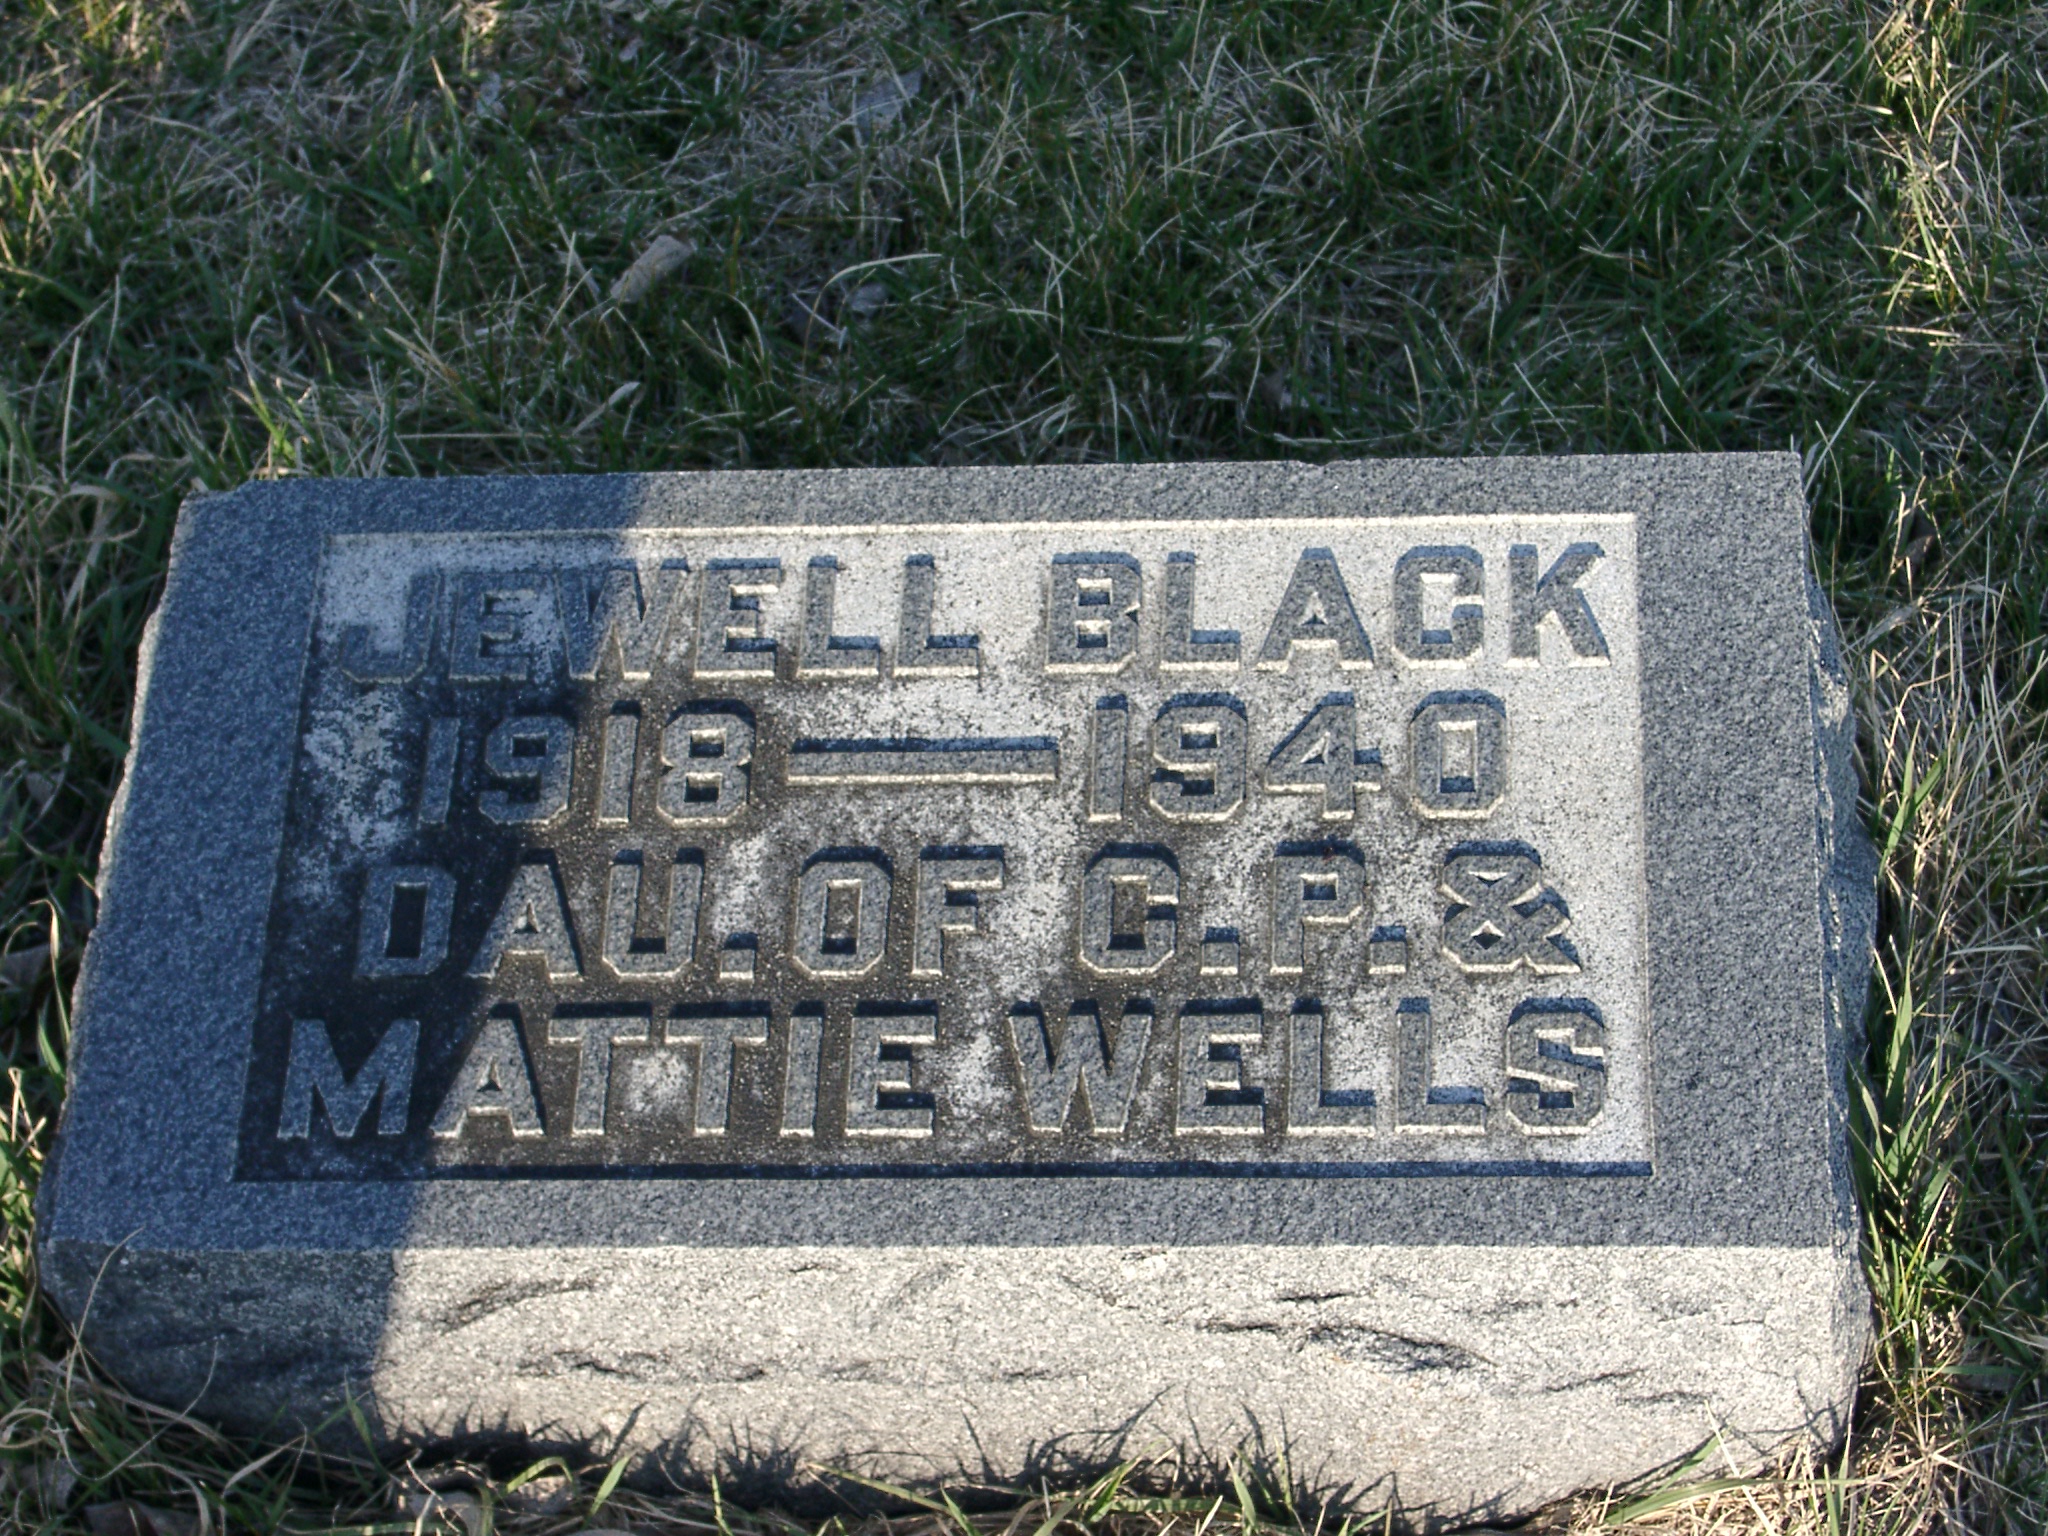 JEWELL BLACK
1918 — 1940
DAU. OF C. P. &
MATTIE WELLS